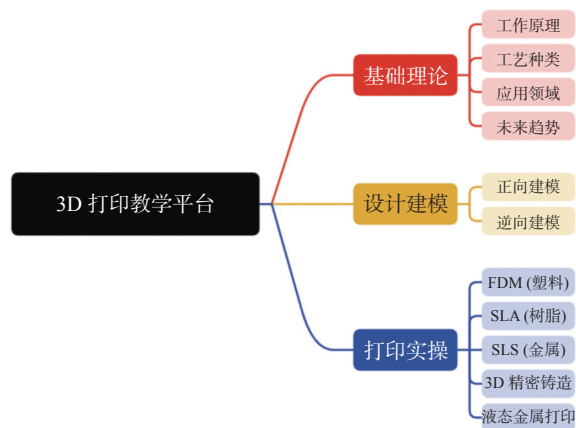 3D 打印教学平台
基础理论
工作原理
工艺种类
应用领域
未来趋势
设计建模
正向建模
逆向建模
打印实操
FDM (塑料)
SLA (树脂)
SLS (金属)
3D 精密铸造
液态金属打印